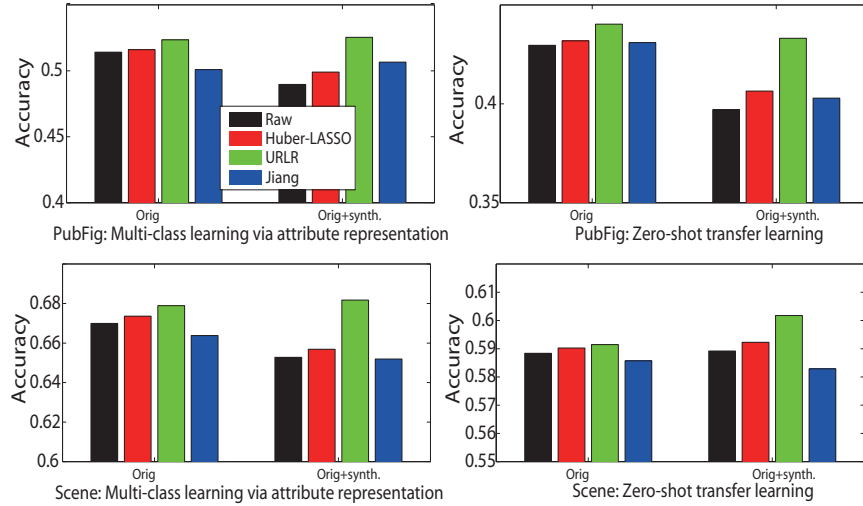 Accuracy
0.5
0.45
0.4
Raw
Huber-LASSO
URLR
Jiang
Orig
Orig+synth.
PubFig: Multi-class learning via attribute representation
Accuracy
0.4
0.35
Orig
Orig+synth.
PubFig: Zero-shot transfer learning
Accuracy
0.68
0.66
0.64
0.62
0.6
Orig
Orig+synth.
Scene: Multi-class learning via attribute representation
Accuracy
0.61
0.6
0.59
0.58
0.57
0.56
0.55
Orig
Orig+synth.
Scene: Zero-shot transfer learning